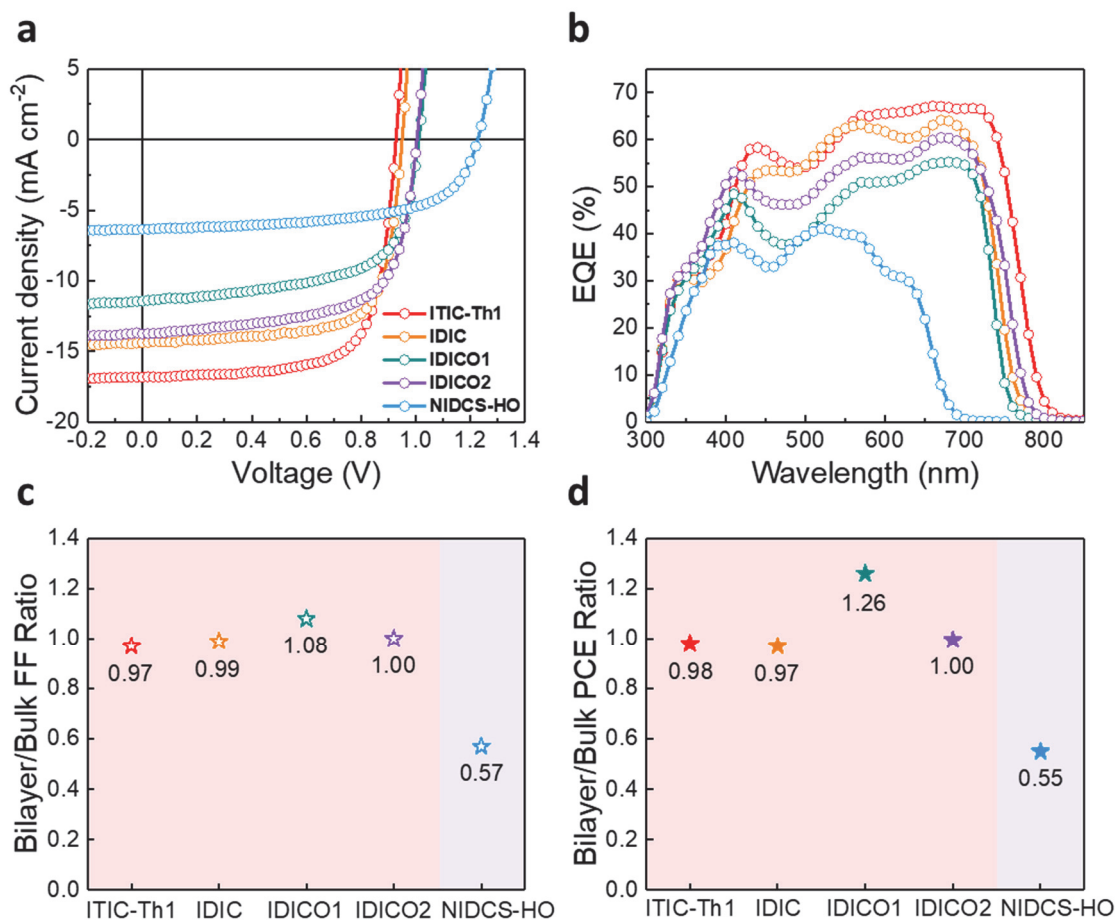 a
Current density (mA cm⁻²)
5
0
-5
-10
-15
-20
-0.2 0.0 0.2 0.4 0.6 0.8 1.0 1.2 1.4
Voltage (V)
ITIC-Th1
IDIC
IDICO1
IDICO2
NIDCS-HO
b
EQE (%)
70
60
50
40
30
20
10
0
300 400 500 600 700 800
Wavelength (nm)
c
Bilayer/Bulk FF Ratio
1.4
1.2
1.0
0.8
0.6
0.4
0.2
0.0
0.97
0.99
1.08
1.00
0.57
ITIC-Th1 IDIC IDICO1 IDICO2 NIDCS-HO
d
Bilayer/Bulk PCE Ratio
1.4
1.2
1.0
0.8
0.6
0.4
0.2
0.0
0.98
0.97
1.26
1.00
0.55
ITIC-Th1 IDIC IDICO1 IDICO2 NIDCS-HO